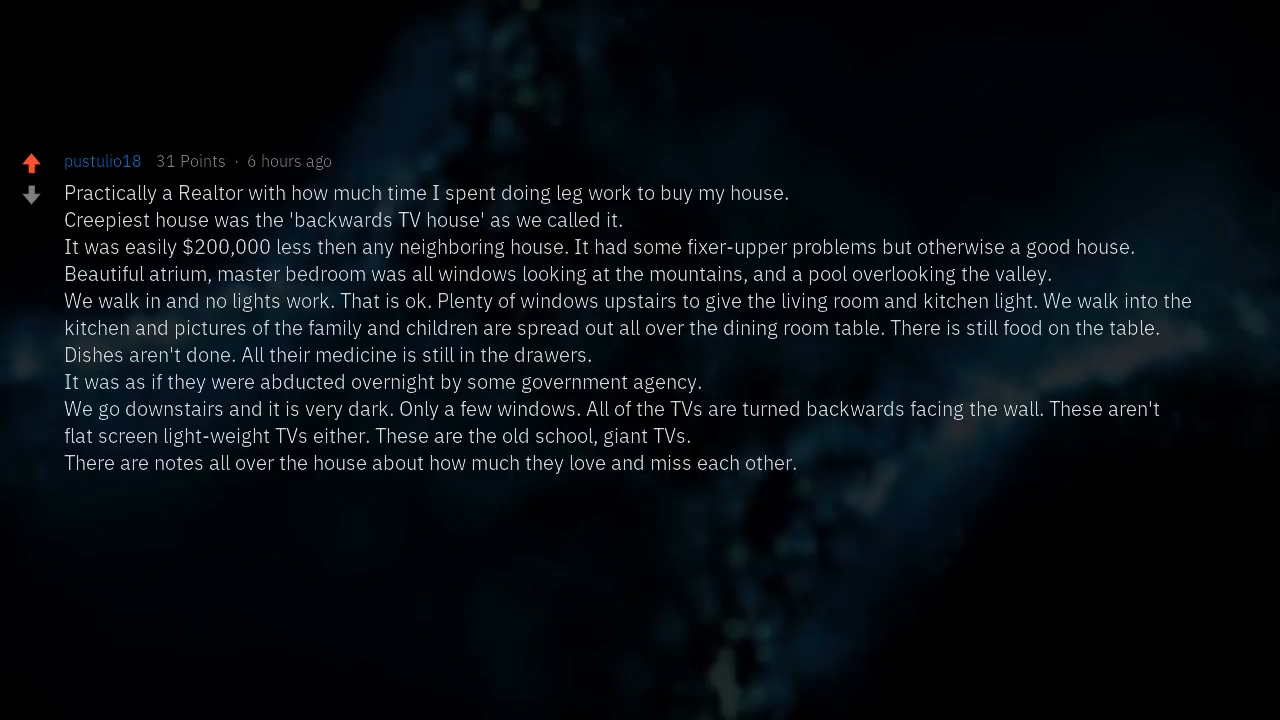 pustulio18 31 Points · 6 hours ago
Practically a Realtor with how much time I spent doing leg work to buy my house.
Creepiest house was the 'backwards TV house' as we called it.
It was easily $200,000 less then any neighboring house. It had some fixer-upper problems but otherwise a good house.
Beautiful atrium, master bedroom was all windows looking at the mountains, and a pool overlooking the valley.
We walk in and no lights work. That is ok. Plenty of windows upstairs to give the living room and kitchen light. We walk into the
kitchen and pictures of the family and children are spread out all over the dining room table. There is still food on the table.
Dishes aren't done. All their medicine is still in the drawers.
It was as if they were abducted overnight by some government agency.
We go downstairs and it is very dark. Only a few windows. All of the TVs are turned backwards facing the wall. These aren't
flat screen light-weight TVs either. These are the old school, giant TVs.
There are notes all over the house about how much they love and miss each other.